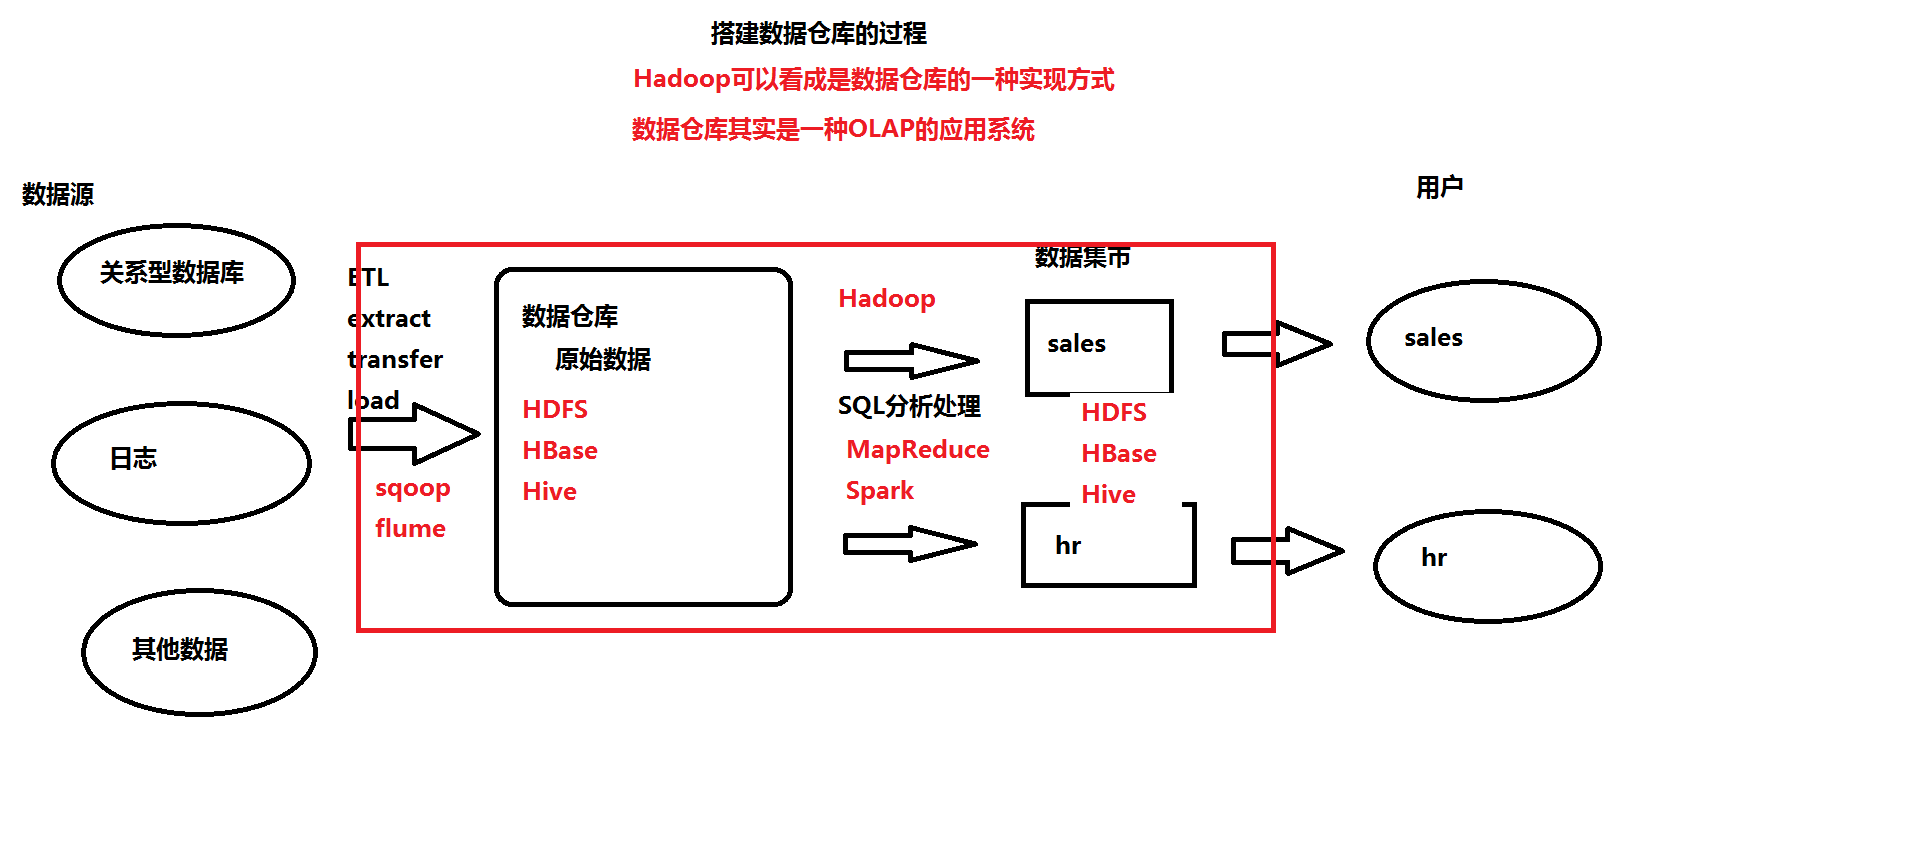 搭建数据仓库的过程
Hadoop可以看成是数据仓库的一种实现方式
数据仓库其实是一种OLAP的应用系统
数据源
关系型数据库
日志
其他数据
ETL
extract
transfer
load
sqoop
flume
数据仓库
原始数据
HDFS
HBase
Hive
Hadoop
SQL分析处理
MapReduce
Spark
数据集市
sales
HDFS
HBase
Hive
hr
用户
sales
hr